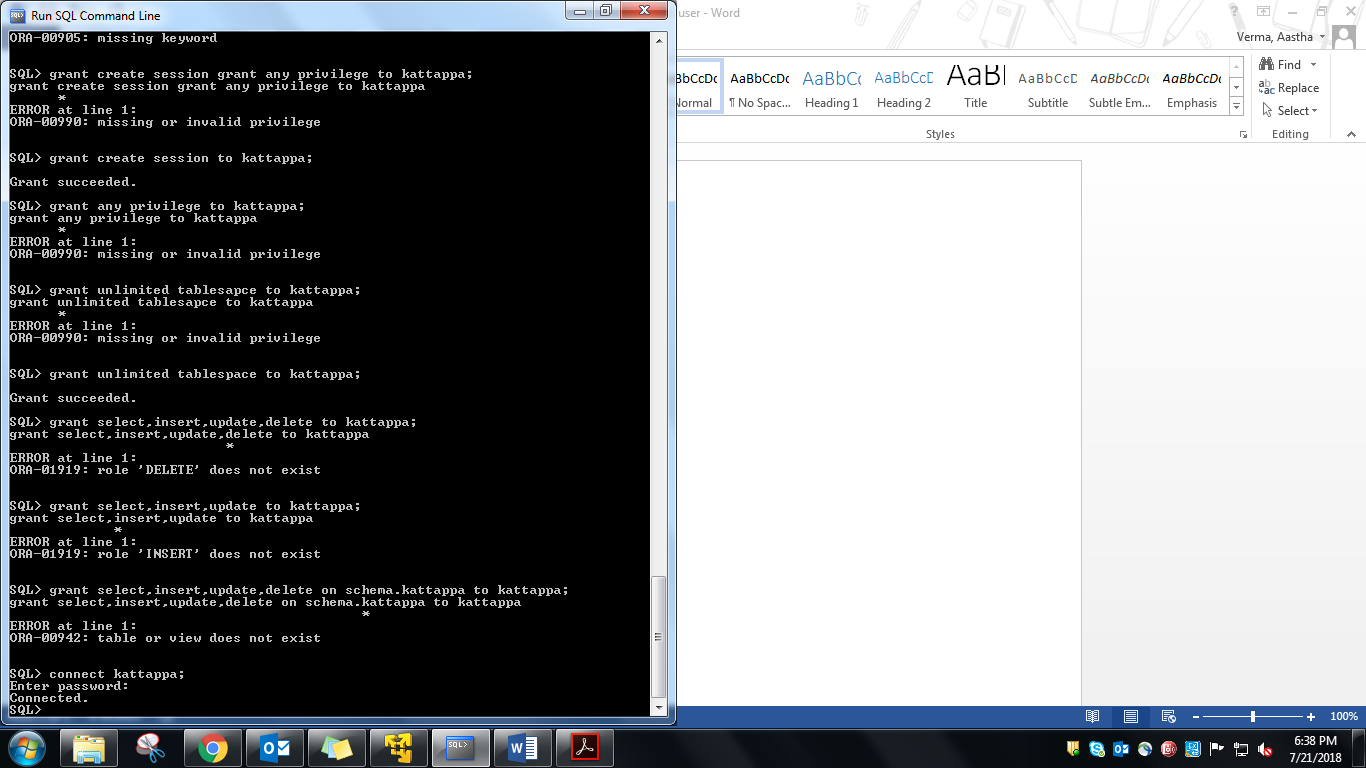 Run SQL Command Line
ORA-00905: missing keyword
SQL> grant create session grant any privilege to kattappa;
grant create session grant any privilege to kattappa
*
ERROR at line 1:
ORA-00990: missing or invalid privilege
SQL> grant create session to kattappa;
Grant succeeded.
SQL> grant any privilege to kattappa;
grant any privilege to kattappa
*
ERROR at line 1:
ORA-00990: missing or invalid privilege
SQL> grant unlimited tablesapce to kattappa;
grant unlimited tablesapce to kattappa
*
ERROR at line 1:
ORA-00990: missing or invalid privilege
SQL> grant unlimited tablespace to kattappa;
Grant succeeded.
SQL> grant select,insert,update,delete to kattappa;
grant select,insert,update,delete to kattappa
*
ERROR at line 1:
ORA-01919: role 'DELETE' does not exist
SQL> grant select,insert,update to kattappa;
grant select,insert,update to kattappa
*
ERROR at line 1:
ORA-01919: role 'INSERT' does not exist
SQL> grant select,insert,update,delete on schema.kattappa to kattappa;
grant select,insert,update,delete on schema.kattappa to kattappa
*
ERROR at line 1:
ORA-00942: table or view does not exist
SQL> connect kattappa;
Enter password:
Connected.
SQL>
user - Word
Verma, Aastha
AaBbCcDc AaBbCc AaBbCcD AaBl AaBbCcD AaBbCcDc AaBbCcDc
Normal ¶ No Spac... Heading 1 Heading 2 Title Subtitle Subtle Em... Emphasis
Styles
Find
Replace
Select
Editing
100%
SQL>
6:38 PM
7/21/2018